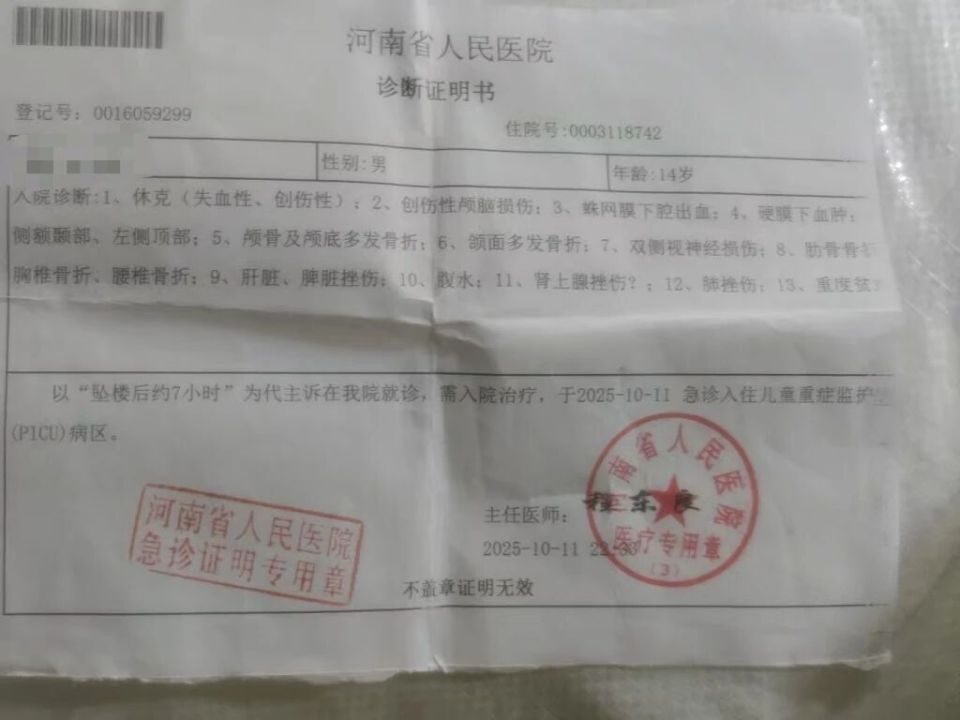 河南省人民医院
诊断证明书
登记号：0016059299
住院号:0003118742
性别:男
年龄:14岁
入院诊断:1、休克（失血性、创伤性）；2、创伤性颅脑损伤；3、蛛网膜下腔出血；4、硬膜下血肿：
侧额颞部、左侧顶部；5、颅骨及颅底多发骨折；6、颌面多发骨折；7、双侧视神经损伤；8、肋骨骨
胸椎骨折、腰椎骨折；9、肝脏、脾脏挫伤；10、腹水；11、肾上腺挫伤？；12、肺挫伤；13、重度贫
以“坠楼后约7小时”为代主诉在我院就诊，需入院治疗，于2025-10-11 急诊入住儿童重症监护
(PICU)病区。
河南省人民医院
急诊证明专用章
主任医师：
2025-10-11 22:33
河南省人民医院
医疗专用章
（3）
不盖章证明无效